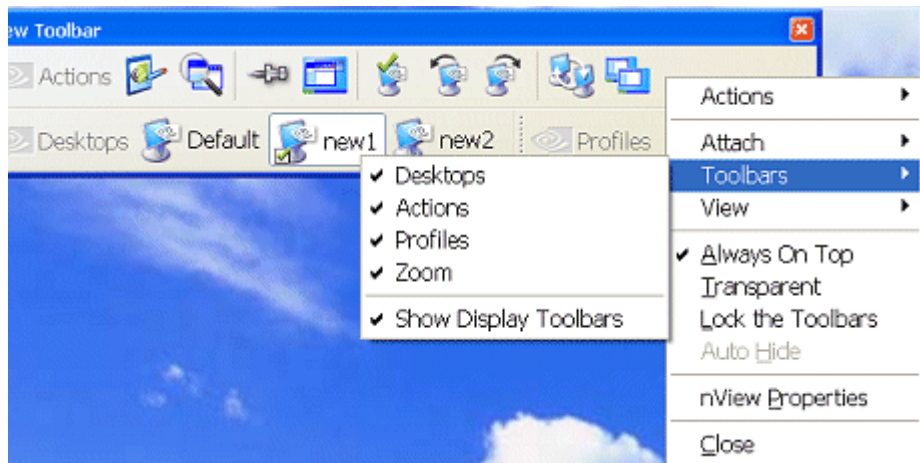 ew Toolbar
Actions
Desktops Default new1 new2 Profiles
Desktops
Actions
Profiles
Zoom
Show Display Toolbars
Actions
Attach
Toolbars
View
Always On Top
Transparent
Lock the Toolbars
Auto Hide
nView Properties
Close